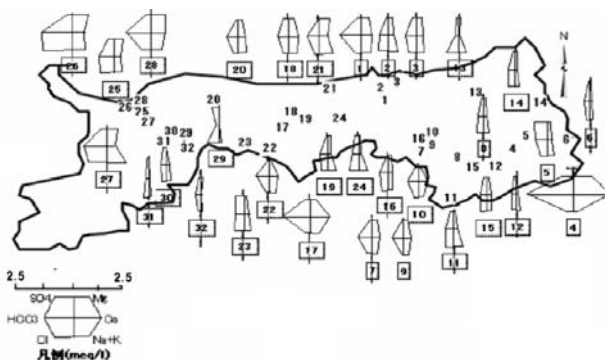 N
26 25 28 20 18 21 1 2 3 13
14
21 2 3 13 14
26 28 25 27
20 18 19 17 24 1
8 6
30 29 31 32
16 10 9 7 5 6 4
29 23 22
8 15 12
5
27
19 24
31 30 32 23 22 17 16 10 11 15 12 4
7 9 11
2.5 2.5
SO4 Mg
HCO3 Ca
Cl Na+K
凡例(meq/l)